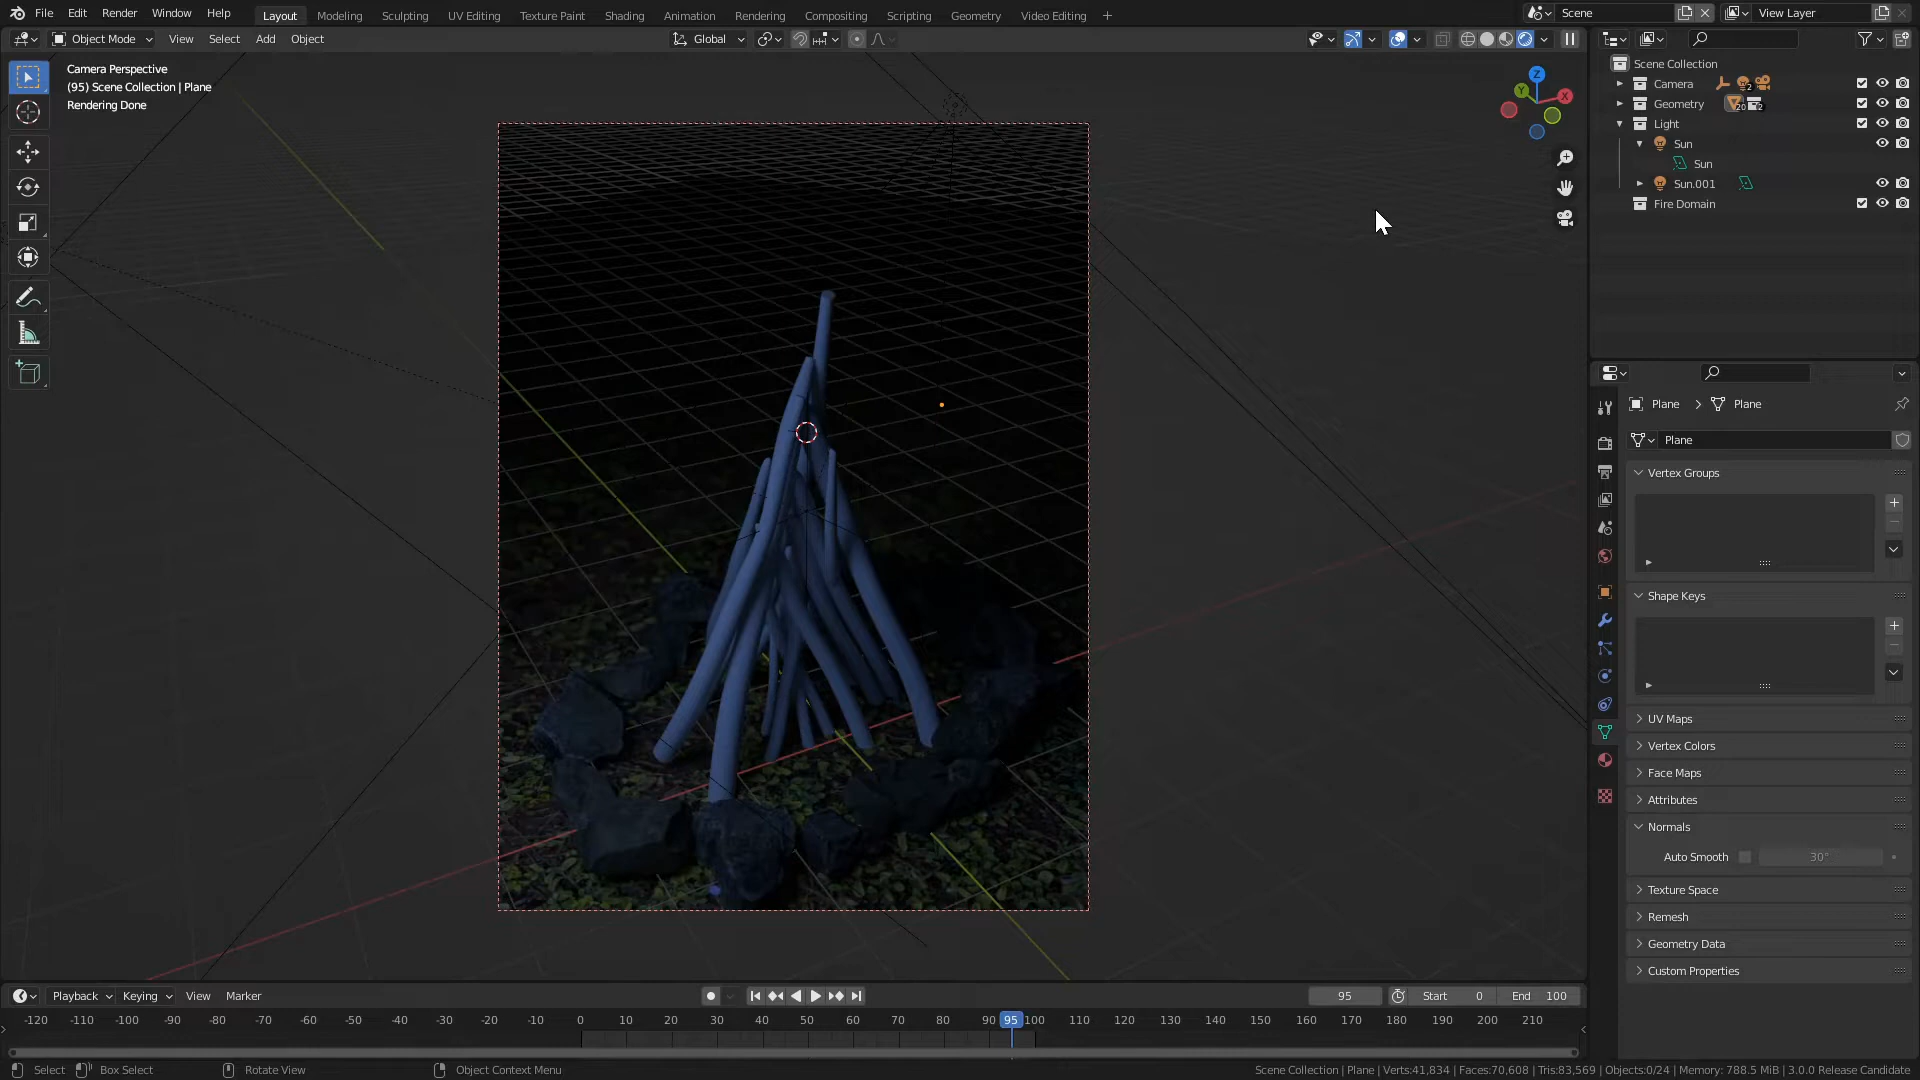 File Edit Render Window Help Layout Modeling Sculpting UV Editing Texture Paint Shading Animation Rendering Compositing Scripting Geometry Video Editing + Scene View Layer
Object Mode View Select Add Object Global
Camera Perspective
(95) Scene Collection | Plane
Rendering Done
Z
Y
X
Scene Collection
Camera 2
Geometry 20 2
Light
Sun
Sun
Sun.001
Fire Domain
Plane > Plane
Plane
Vertex Groups
Shape Keys
UV Maps
Vertex Colors
Face Maps
Attributes
Normals
Auto Smooth 30°
Texture Space
Remesh
Geometry Data
Custom Properties
Playback Keying View Marker 95 Start 0 End 100
-120 -110 -100 -90 -80 -70 -60 -50 -40 -30 -20 -10 0 10 20 30 40 50 60 70 80 90 95 100 110 120 130 140 150 160 170 180 190 200 210
Select Box Select Rotate View Object Context Menu Scene Collection | Plane | Verts:41,834 | Faces:70,608 | Tris:83,569 | Objects:0/24 | Memory: 788.5 MiB | 3.0.0 Release Candidate